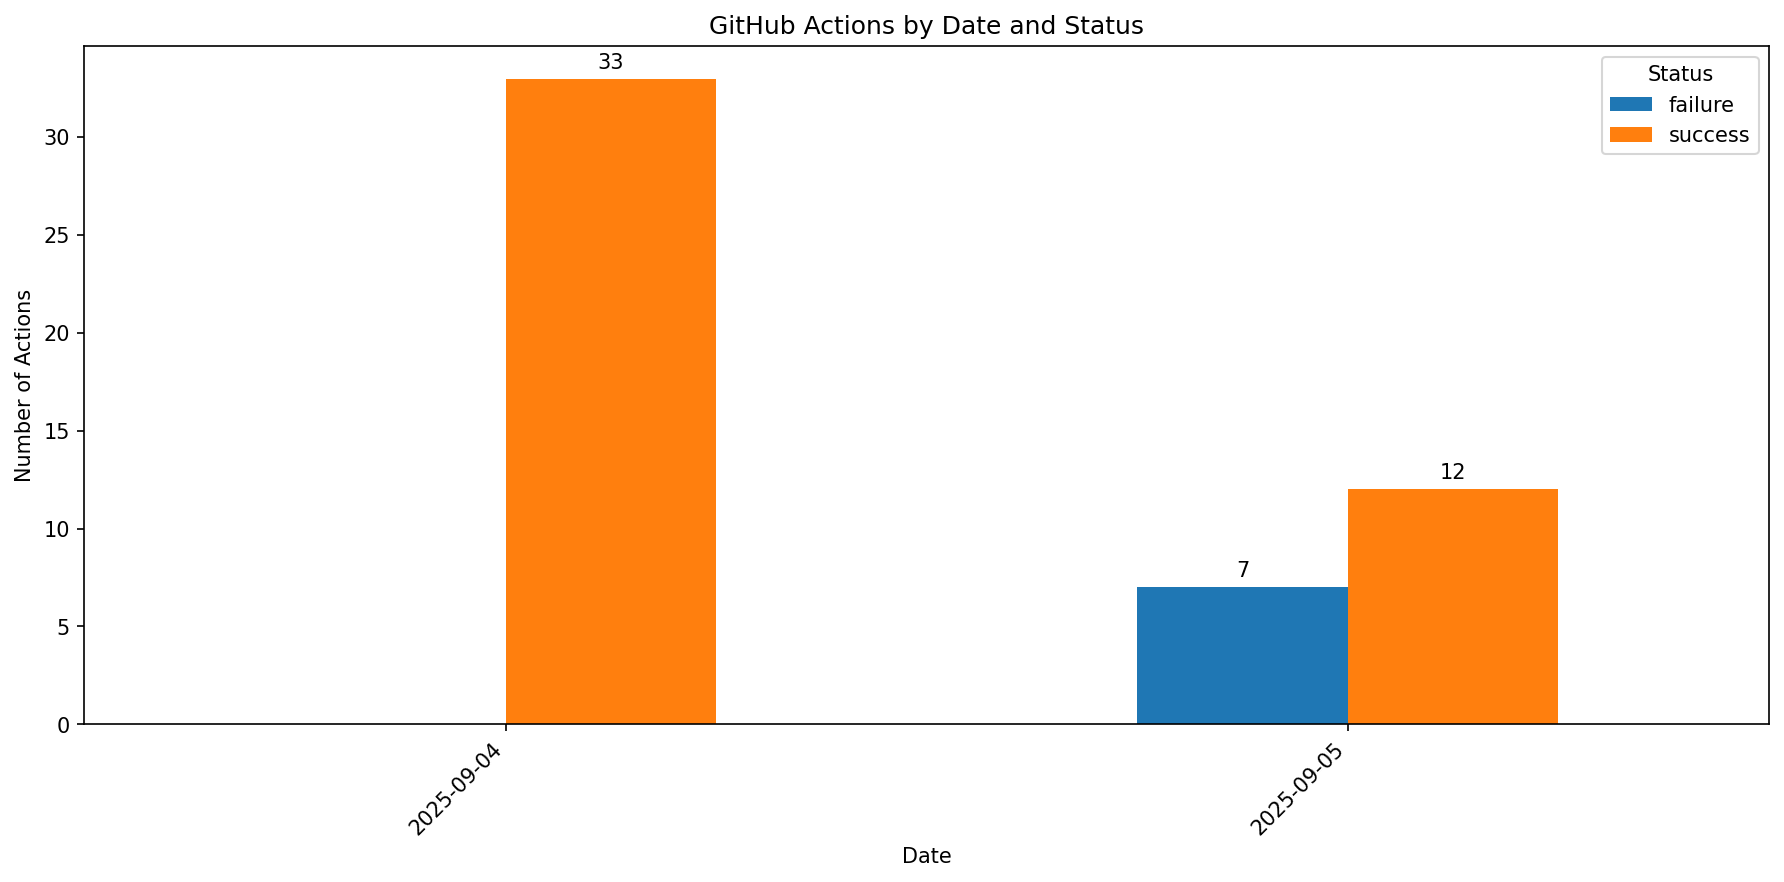 GitHub Actions by Date and Status
Status
failure
success
33
7
12
Number of Actions
30
25
20
15
10
5
0
2025-09-04
2025-09-05
Date